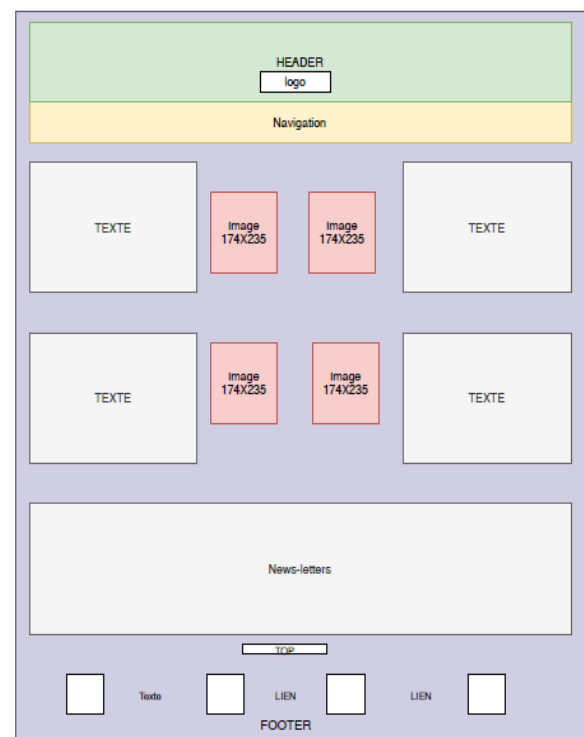 HEADER
logo
Navigation
TEXTE
Image
174X235
Image
174X235
TEXTE
TEXTE
Image
174X235
Image
174X235
TEXTE
News-letters
TOP
Texte
LIEN
LIEN
FOOTER